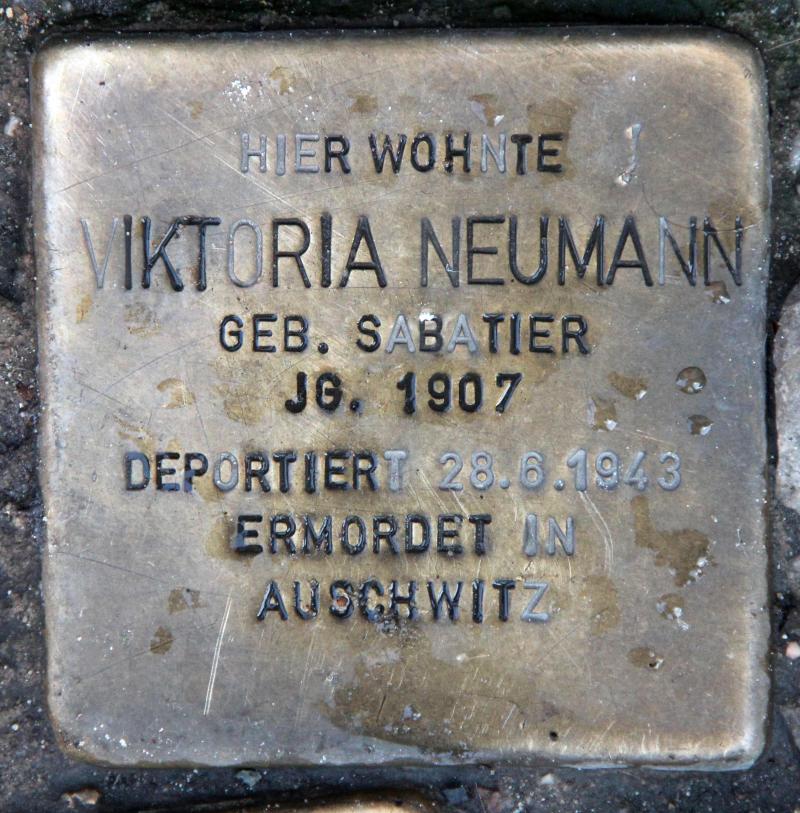 HIER WOHNTE
VIKTORIA NEUMANN
GEB. SABATIER
JG. 1907
DEPORTIERT 28.6.1943
ERMORDET IN
AUSCHWITZ